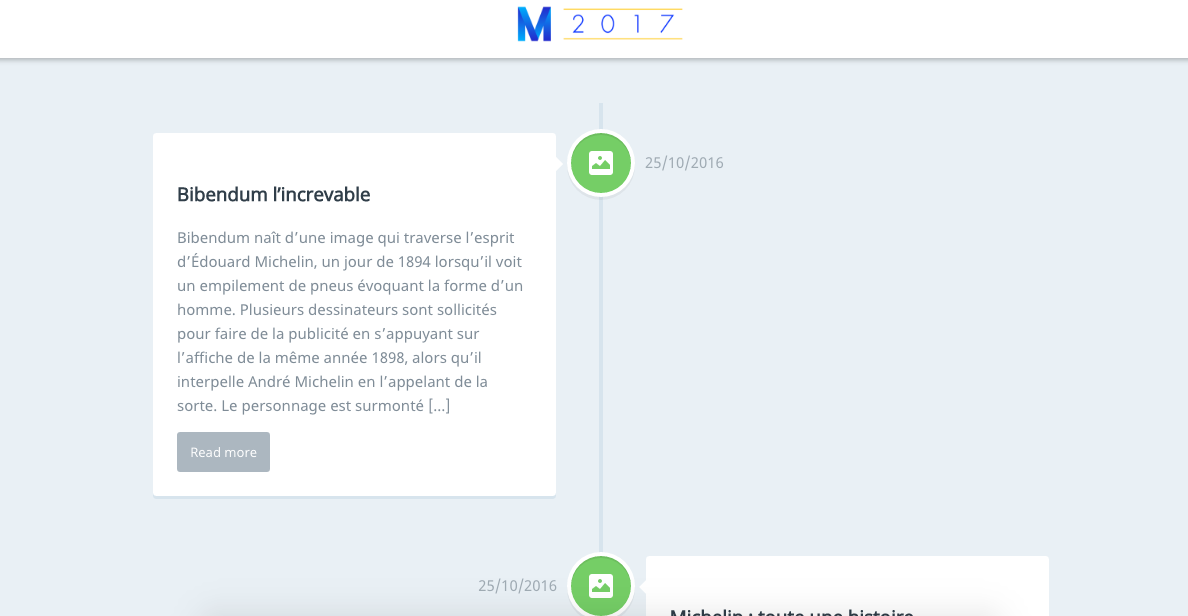 M 2017
25/10/2016
Bibendum l’increvable
Bibendum naît d’une image qui traverse l’esprit
d’Édouard Michelin, un jour de 1894 lorsqu’il voit
un empilement de pneus évoquant la forme d’un
homme. Plusieurs dessinateurs sont sollicités
pour faire de la publicité en s’appuyant sur
l’affiche de la même année 1898, alors qu’il
interpelle André Michelin en l’appelant de la
sorte. Le personnage est surmonté [...]
Read more
25/10/2016
Michelin : toute une histoire